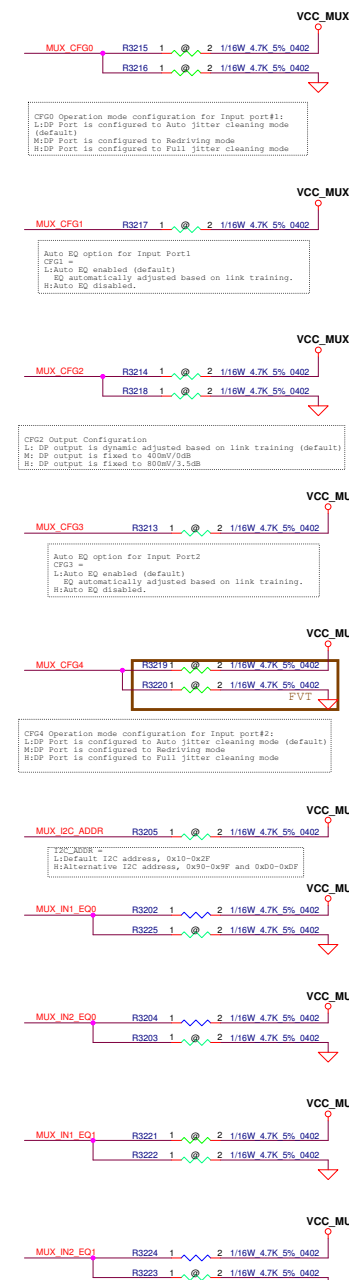 VCC_MUX
MUX_CFG0 R3215 1 @ 2 1/16W_4.7K_5%_0402
R3216 1 @ 2 1/16W_4.7K_5%_0402
CFG0 Operation mode configuration for Input port#1:
L:DP Port is configured to Auto jitter cleaning mode
(default)
M:DP Port is configured to Redriving mode
H:DP Port is configured to Full jitter cleaning mode
VCC_MUX
MUX_CFG1 R3217 1 @ 2 1/16W_4.7K_5%_0402
Auto EQ option for Input Port1
CFG1 =
L:Auto EQ enabled (default)
EQ automatically adjusted based on link training.
H:Auto EQ disabled.
VCC_MUX
MUX_CFG2 R3214 1 @ 2 1/16W_4.7K_5%_0402
R3218 1 @ 2 1/16W_4.7K_5%_0402
CFG2 Output Configuration
L: DP output is dynamic adjusted based on link training (default)
M: DP output is fixed to 400mV/0dB
H: DP output is fixed to 800mV/3.5dB
VCC_MU
MUX_CFG3 R3213 1 @ 2 1/16W_4.7K_5%_0402
Auto EQ option for Input Port2
CFG3 =
L:Auto EQ enabled (default)
EQ automatically adjusted based on link training.
H:Auto EQ disabled.
VCC_MU
MUX_CFG4 R3219 1 @ 2 1/16W_4.7K_5%_0402
R3220 1 @ 2 1/16W_4.7K_5%_0402
FVT
CFG4 Operation mode configuration for Input port#2:
L:DP Port is configured to Auto jitter cleaning mode (default)
M:DP Port is configured to Redriving mode
H:DP Port is configured to Full jitter cleaning mode
VCC_MU
MUX_I2C_ADDR R3205 1 @ 2 1/16W_4.7K_5%_0402
I2C_ADDR =
L:Default I2C address, 0x10-0x2F
H:Alternative I2C address, 0x90-0x9F and 0xD0-0xDF
VCC_MU
MUX_IN1_EQ0 R3202 1 2 1/16W_4.7K_5%_0402
R3225 1 @ 2 1/16W_4.7K_5%_0402
VCC_MU
MUX_IN2_EQ0 R3204 1 2 1/16W_4.7K_5%_0402
R3203 1 @ 2 1/16W_4.7K_5%_0402
VCC_MU
MUX_IN1_EQ1 R3221 1 @ 2 1/16W_4.7K_5%_0402
R3222 1 @ 2 1/16W_4.7K_5%_0402
VCC_MU
MUX_IN2_EQ1 R3224 1 2 1/16W_4.7K_5%_0402
R3223 1 @ 2 1/16W_4.7K_5%_0402